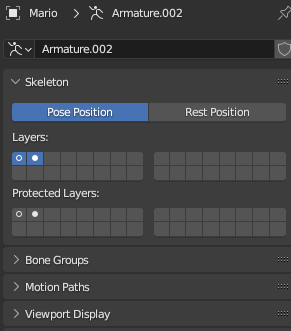 Mario > Armature.002
Armature.002
Skeleton
Pose Position Rest Position
Layers:
Protected Layers:
Bone Groups
Motion Paths
Viewport Display